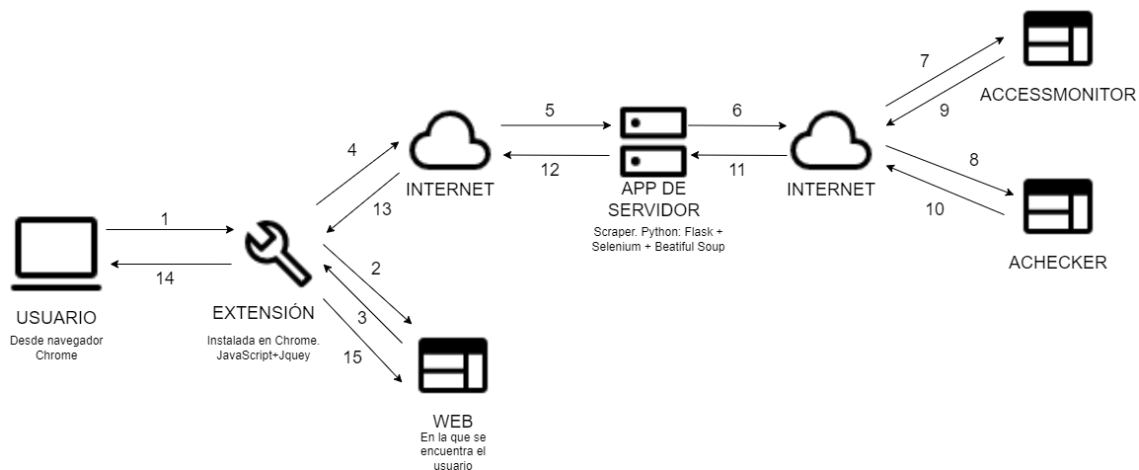 7
ACCESSMONITOR
9
5
6
4
INTERNET
12
APP DE
SERVIDOR
Scraper. Python: Flask +
Selenium + Beatiful Soup
11
INTERNET
8
10
ACHECKER
13
1
14
USUARIO
Desde navegador
Chrome
EXTENSIÓN
Instalada en Chrome.
JavaScript+Jquey
2
3
15
WEB
En la que se
encuentra el
usuario